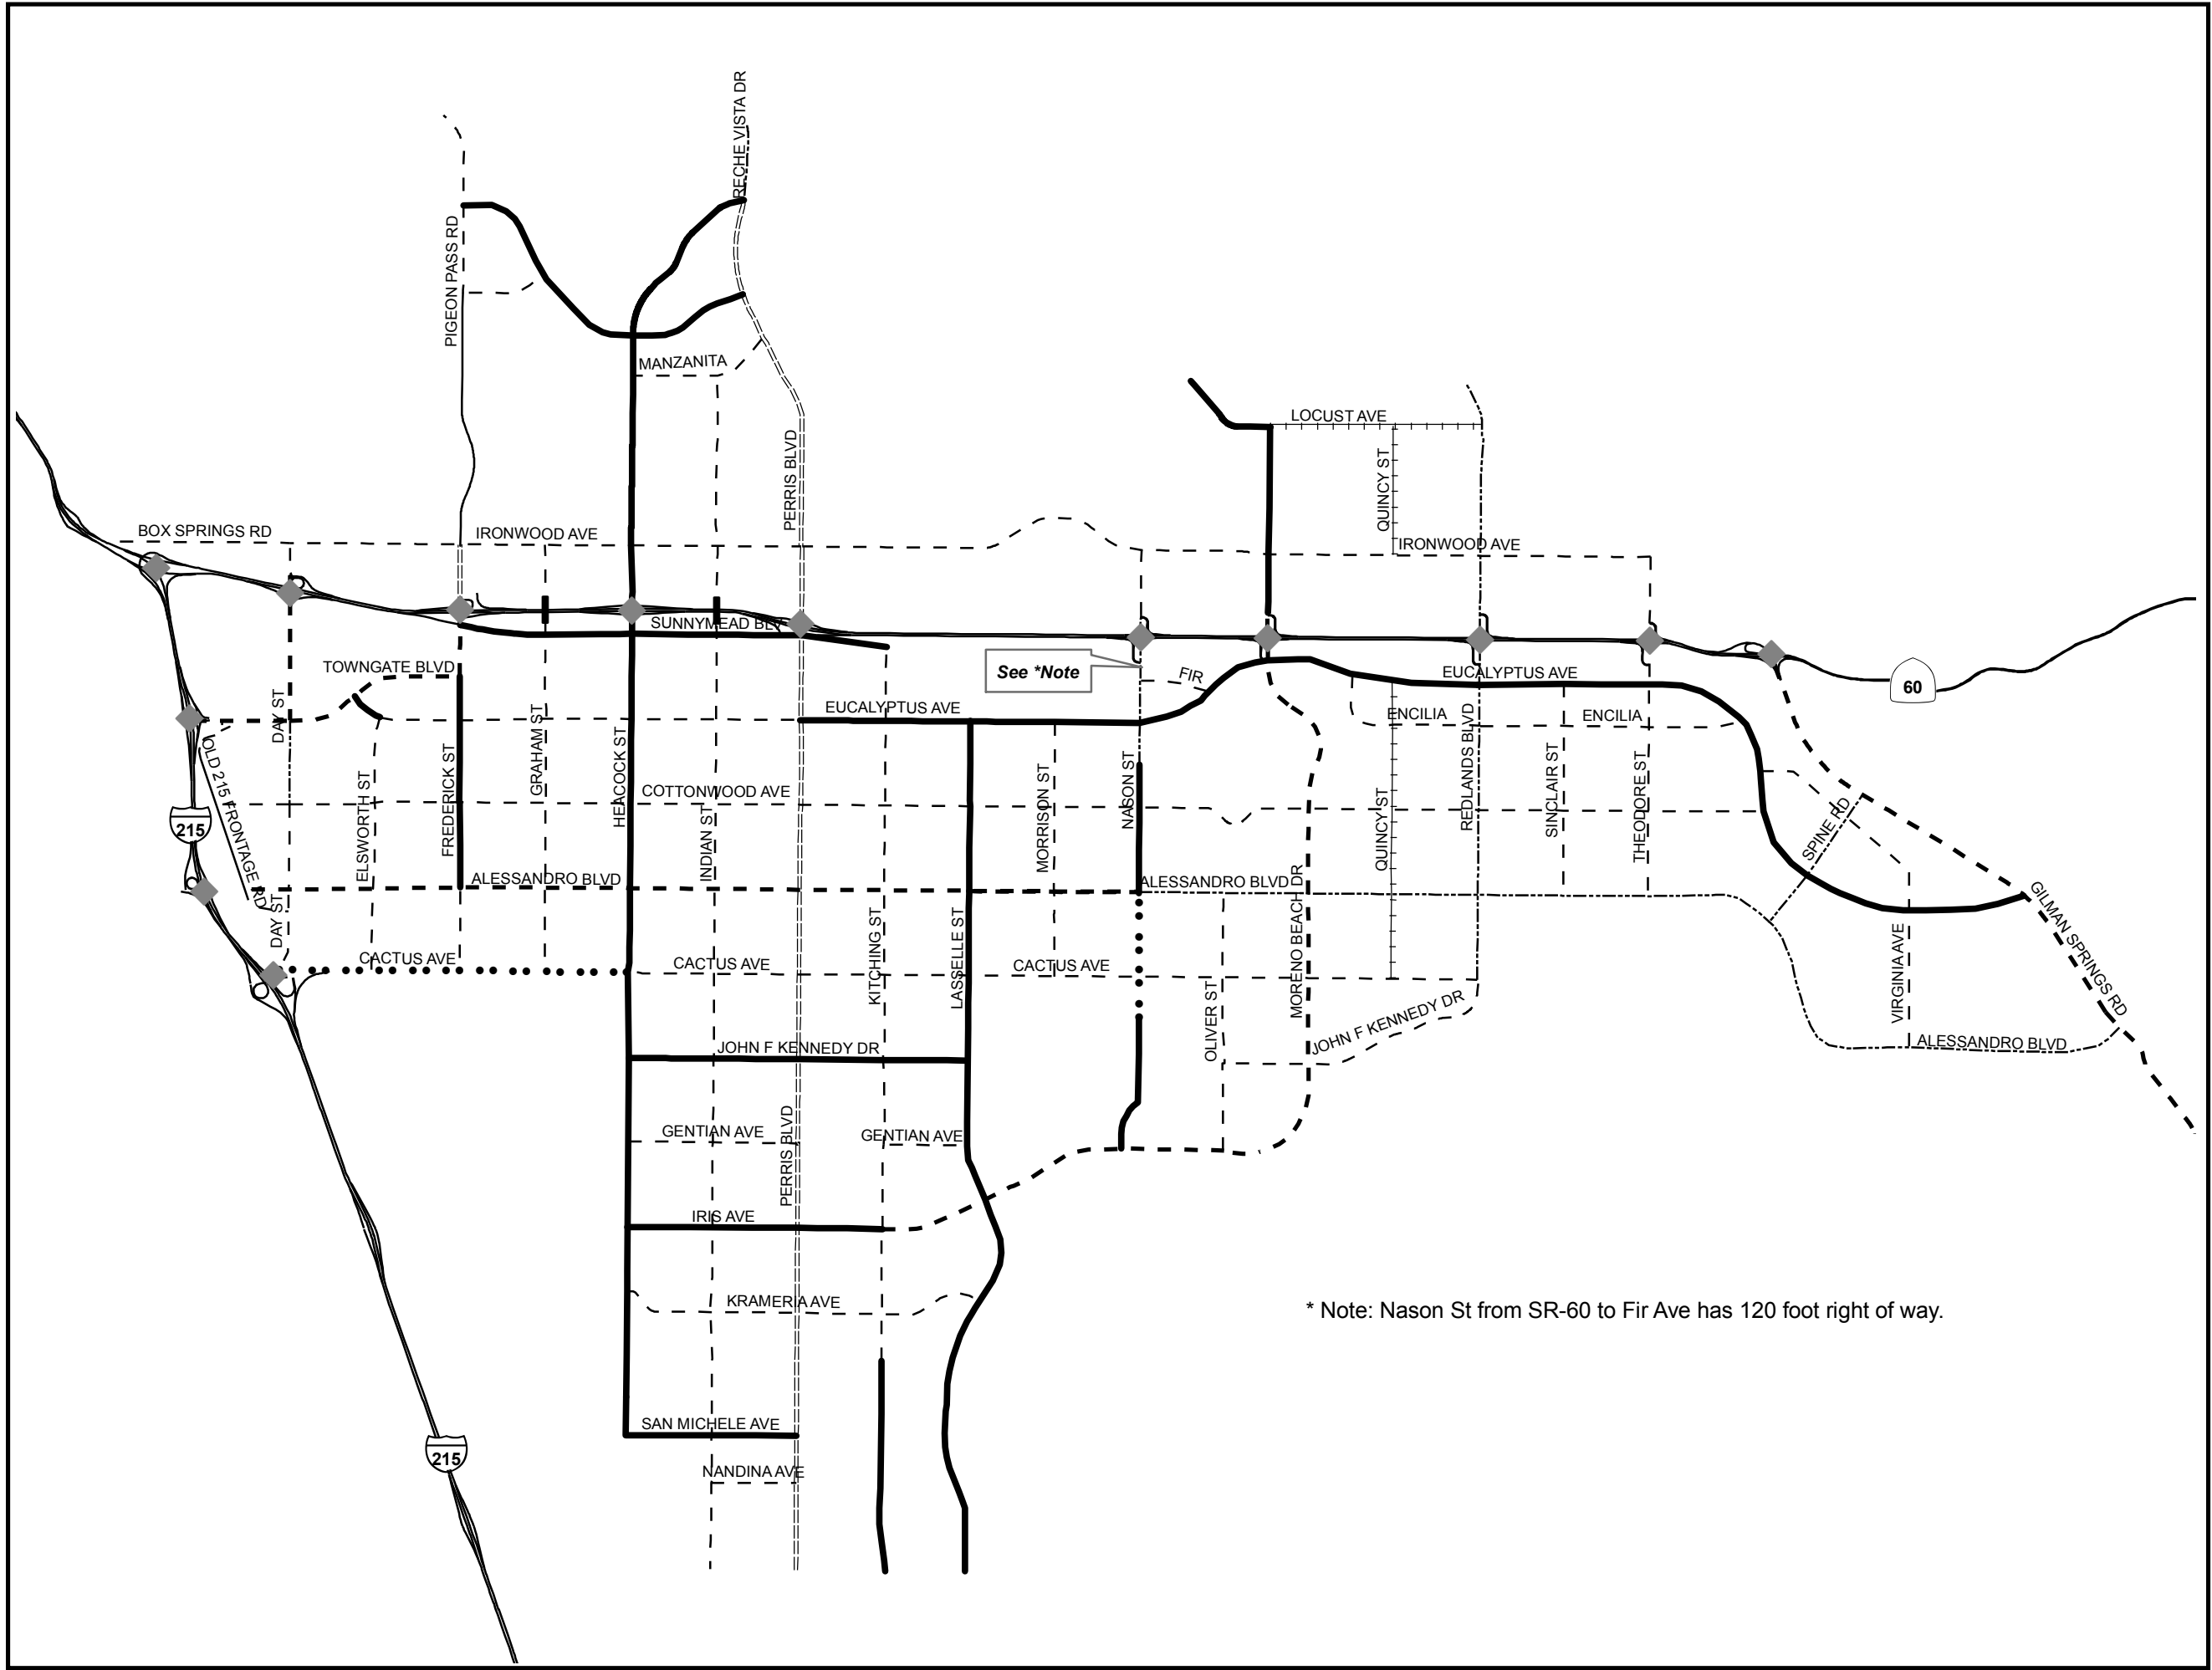 RECHE VISTA DR
PIGEON PASS RD
MANZANITA
LOCUST AVE
PERRIS BLVD
QUINCY ST
BOX SPRINGS RD
IRONWOOD AVE
IRONWOOD AVE
SUNNYMEAD BLV
TOWNGATE BLVD
See *Note
FIR
EUCALYPTUS AVE
60
DAY ST
EUCALYPTUS AVE
ENCILIA
ENCILIA
OLD 215 FRONTAGE RD
ELSWORTH ST
FREDERICK ST
GRAHAM ST
HEACOCK ST
INDIAN ST
COTTONWOOD AVE
MORRISON ST
NASON ST
QUINCY ST
REDLANDS BLVD
SINCLAIR ST
THEODORE ST
SPINE RD
215
ALESSANDRO BLVD
ALESSANDRO BLVD
MORENO BEACH DR
GILMAN SPRINGS RD
DAY ST
CACTUS AVE
CACTUS AVE
KITCHING ST
LASSELLE ST
CACTUS AVE
OLIVER ST
VIRGINIA AVE
JOHN F KENNEDY DR
JOHN F KENNEDY DR
ALESSANDRO BLVD
GENTIAN AVE
PERRIS BLVD
GENTIAN AVE
IRIS AVE
KRAMERIA AVE
* Note: Nason St from SR-60 to Fir Ave has 120 foot right of way.
SAN MICHELE AVE
215
NANDINA AVE